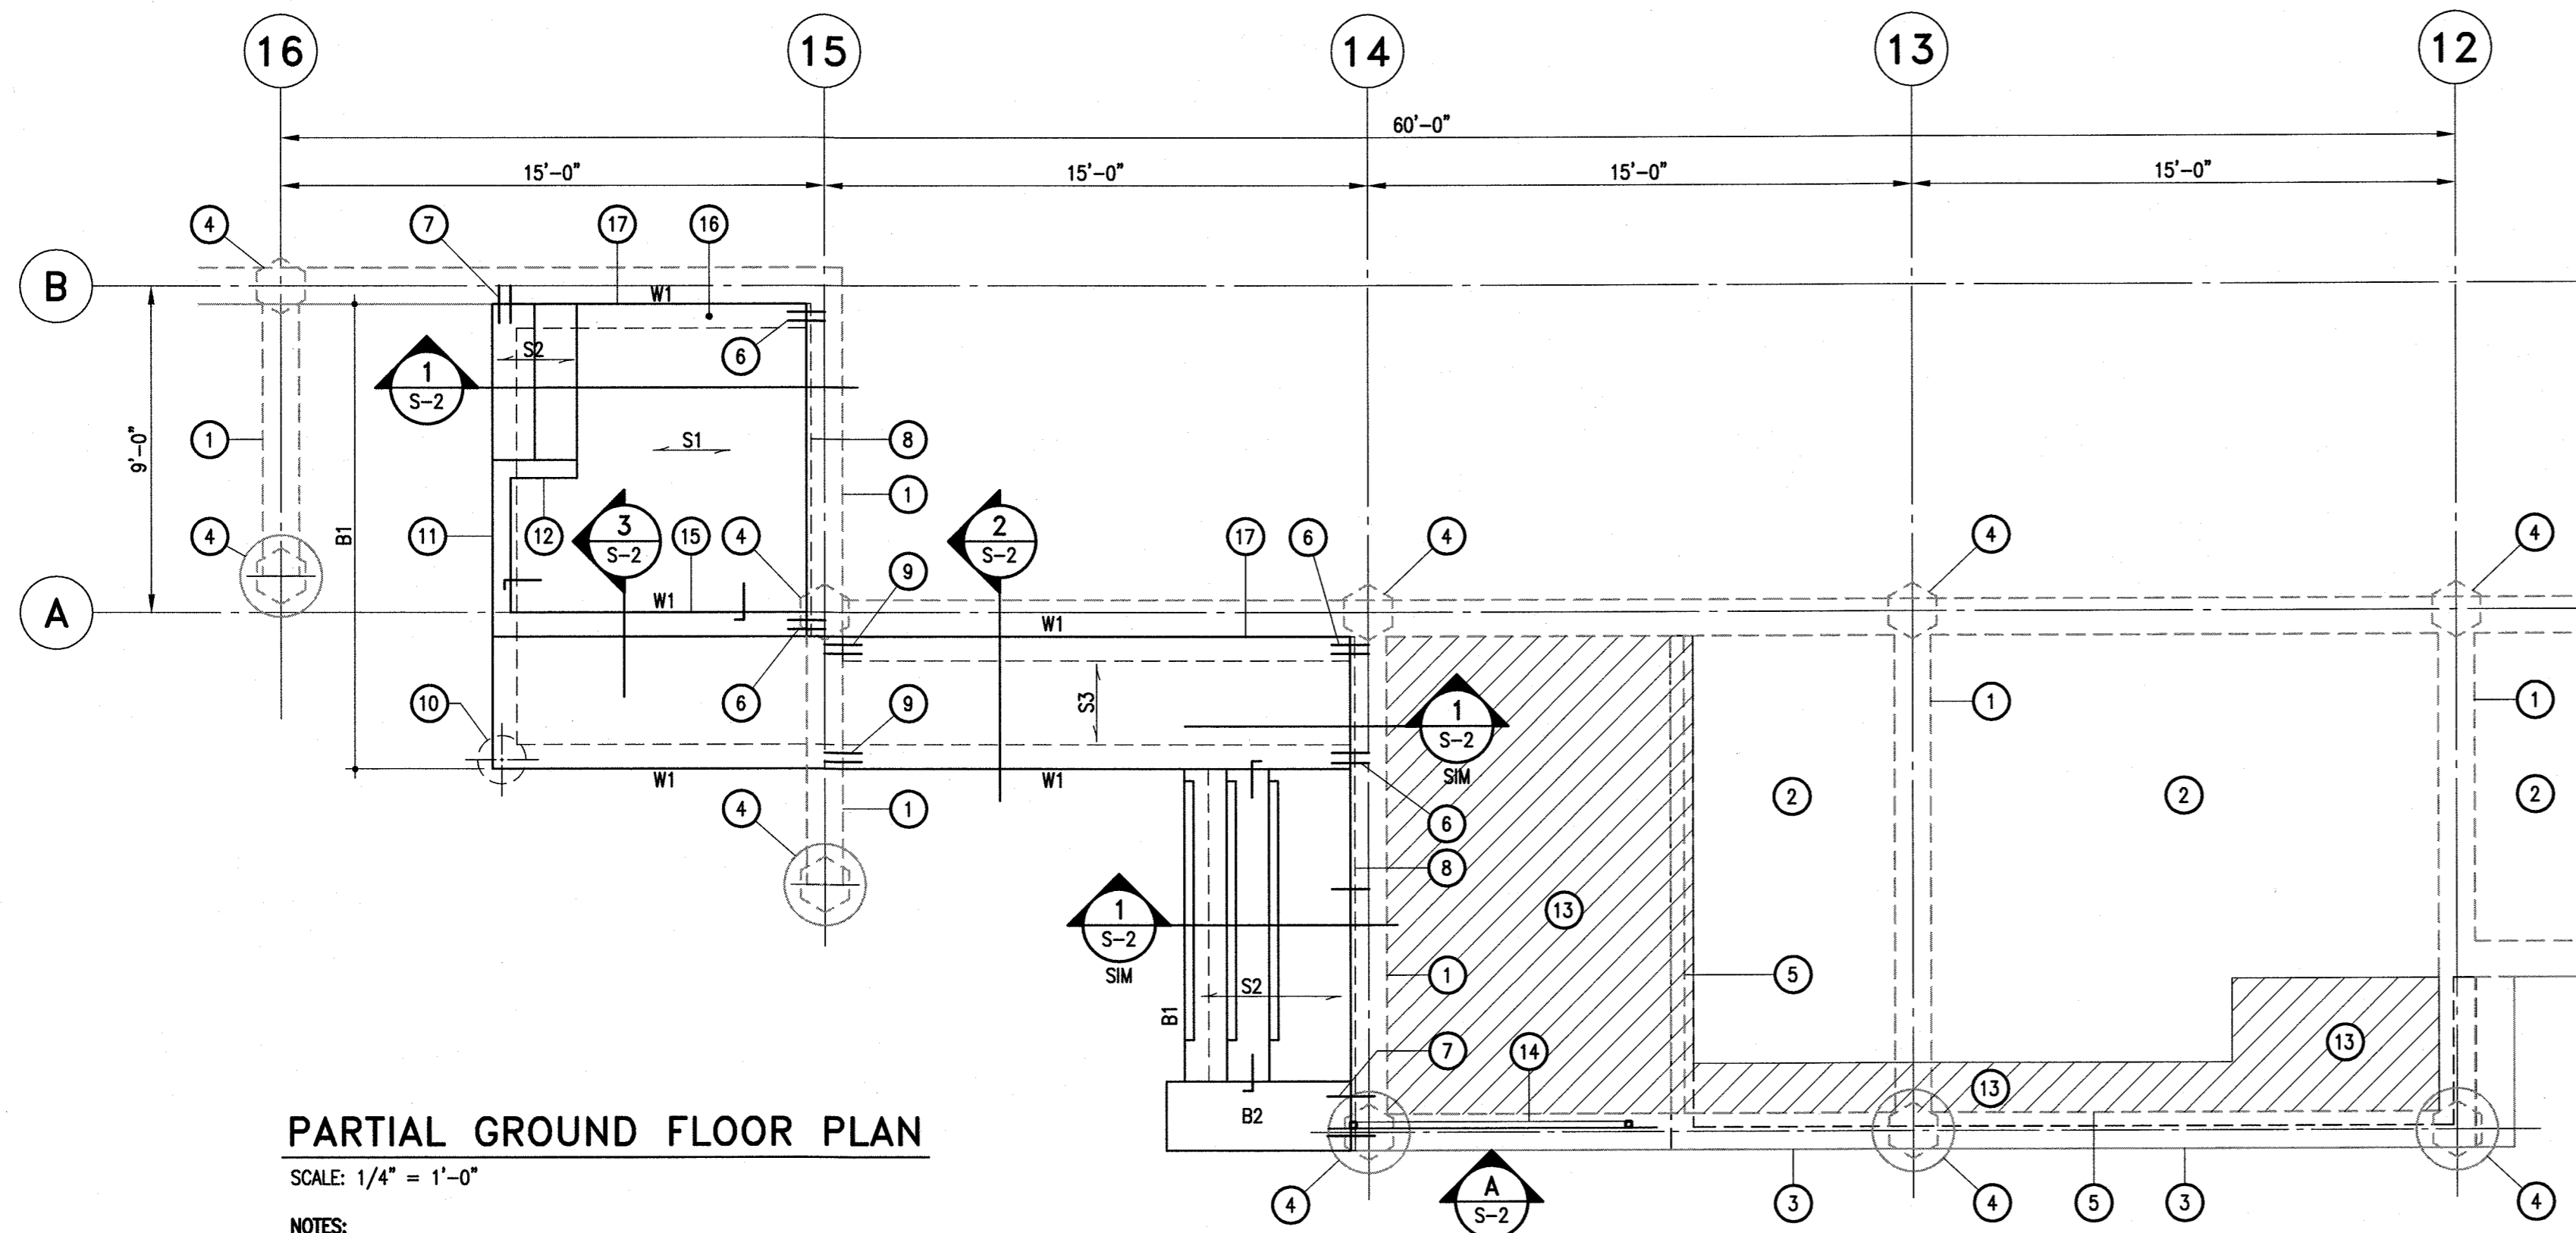 16 15 14 13 12
60'-0"
15'-0" 15'-0" 15'-0" 15'-0"
4 7 17 16
B
W1
6
S2
1
S-2
1 S1 8
9'-0"
1
B1
4 11 12 3 15 4 2 17 6 4 4 4
S-2 S-2
9
A
W1 W1
10 6 9 S3 1 1 1
S-2
SIM
W1 W1
4 1 6 2 2 2
8
1 13
S-2
SIM
S2 1 5
B1
7 14 13
13
B2
PARTIAL GROUND FLOOR PLAN
SCALE: 1/4" = 1'-0"
4 A 3 4 5 3 4
S-2
NOTES: